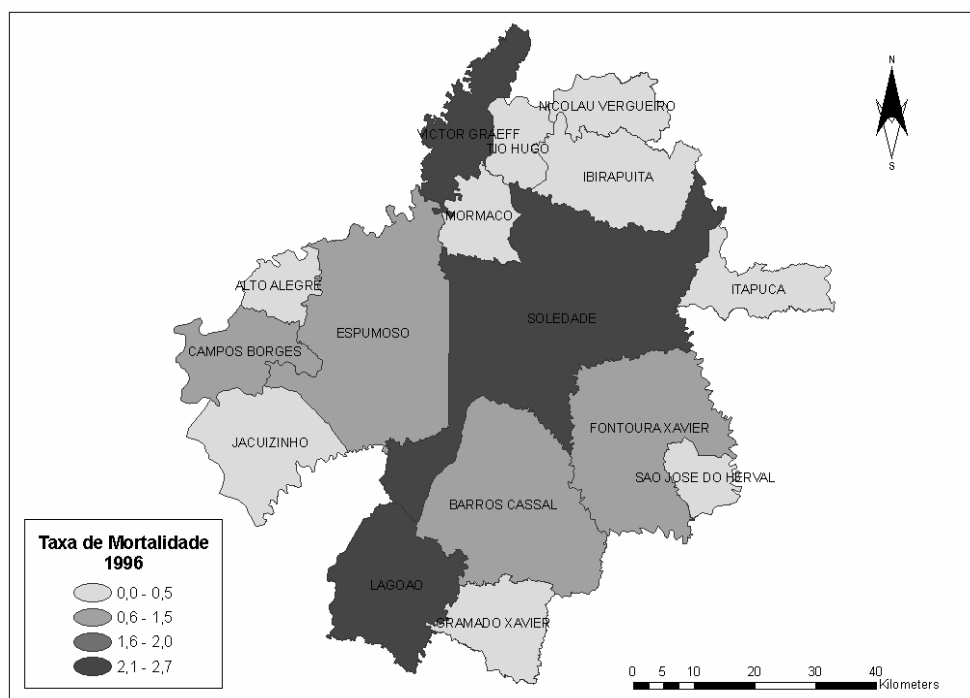 N
S
NICOLAU VERGUEIRO
VICTOR GRAEFF
TIO HUGO
IBIRAPUITA
MORMACO
ALTO ALEGRE
ITAPUCA
SOLEDADE
ESPUMOSO
CAMPOS BORGES
JACUIZINHO
FONTOURA XAVIER
SAO JOSE DO HERVAL
BARROS CASSAL
LAGOAO
GRAMADO XAVIER
Taxa de Mortalidade
1996
0,0 - 0,5
0,6 - 1,5
1,6 - 2,0
2,1 - 2,7
0 5 10 20 30 40
Kilometers